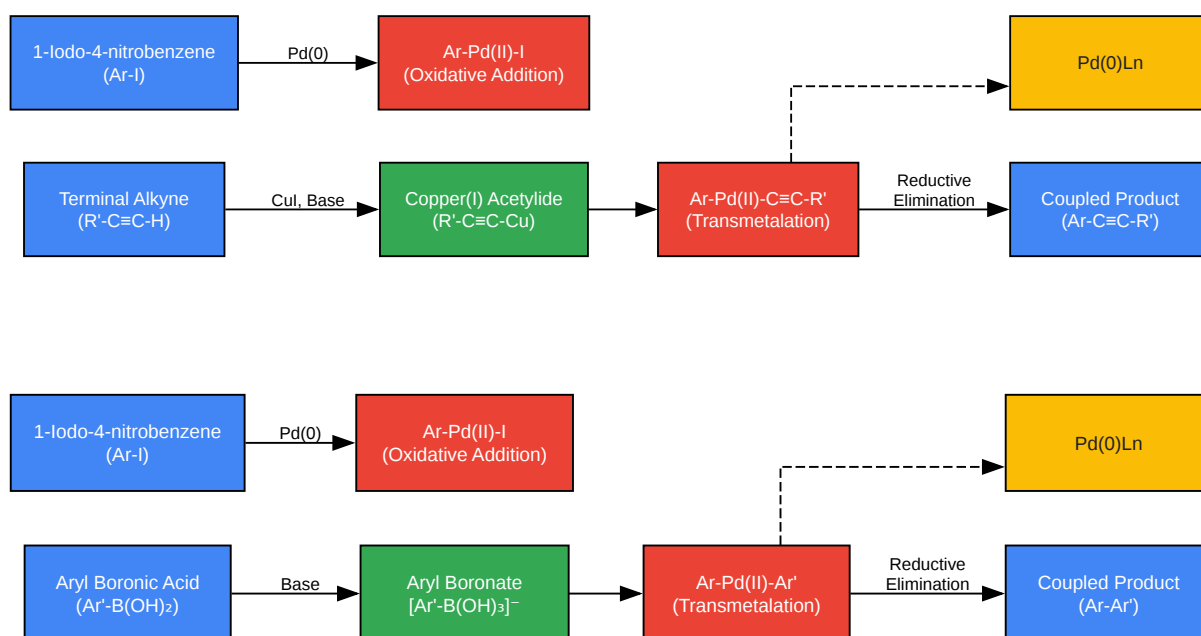 1-Iodo-4-nitrobenzene
(Ar-I)
Pd(0)
Ar-Pd(II)-I
(Oxidative Addition)
Pd(0)Ln
Terminal Alkyne
(R'-C≡C-H)
CuI, Base
Copper(I) Acetylide
(R'-C≡C-Cu)
Ar-Pd(II)-C≡C-R'
(Transmetalation)
Reductive
Elimination
Coupled Product
(Ar-C≡C-R')
1-Iodo-4-nitrobenzene
(Ar-I)
Pd(0)
Ar-Pd(II)-I
(Oxidative Addition)
Pd(0)Ln
Aryl Boronic Acid
(Ar'-B(OH)₂)
Base
Aryl Boronate
[Ar'-B(OH)₃]⁻
Ar-Pd(II)-Ar'
(Transmetalation)
Reductive
Elimination
Coupled Product
(Ar-Ar')